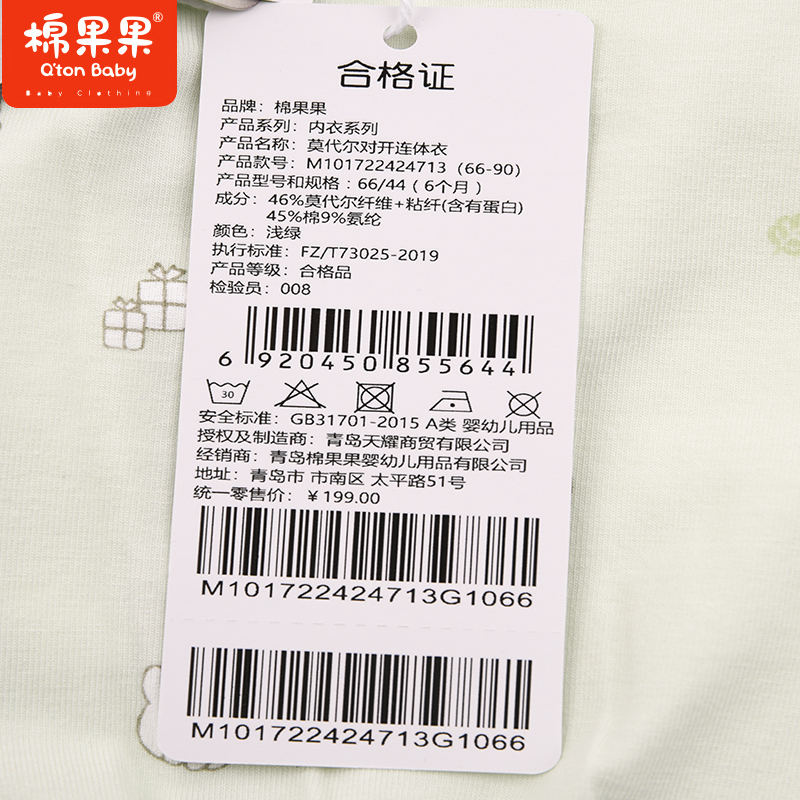 棉果果®
Q'ton Baby
Baby Clothing
合格证
品牌：棉果果
产品系列：内衣系列
产品名称：莫代尔对开连体衣
产品款号：M101722424713（66-90）
产品型号和规格：66/44（6个月）
成分：46%莫代尔纤维+粘纤(含有蛋白)
45%棉9%氨纶
颜色：浅绿
执行标准：FZ/T73025-2019
产品等级：合格品
检验员：008
6 920450 855644
30
安全标准：GB31701-2015 A类 婴幼儿用品
授权及制造商：青岛天耀商贸有限公司
经销商：青岛棉果果婴幼儿用品有限公司
地址：青岛市 市南区 太平路51号
统一零售价：￥199.00
M101722424713G1066
M101722424713G1066